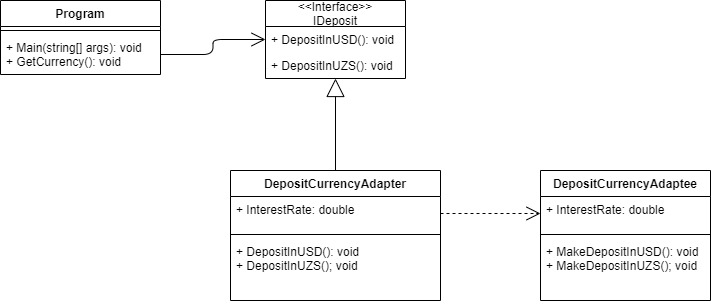 Program
+ Main(string[] args): void
+ GetCurrency(): void
<<Interface>>
IDeposit
+ DepositInUSD(): void
+ DepositInUZS(): void
DepositCurrencyAdapter
+ InterestRate: double
+ DepositInUSD(): void
+ DepositInUZS(); void
DepositCurrencyAdaptee
+ InterestRate: double
+ MakeDepositInUSD(): void
+ MakeDepositInUZS(); void